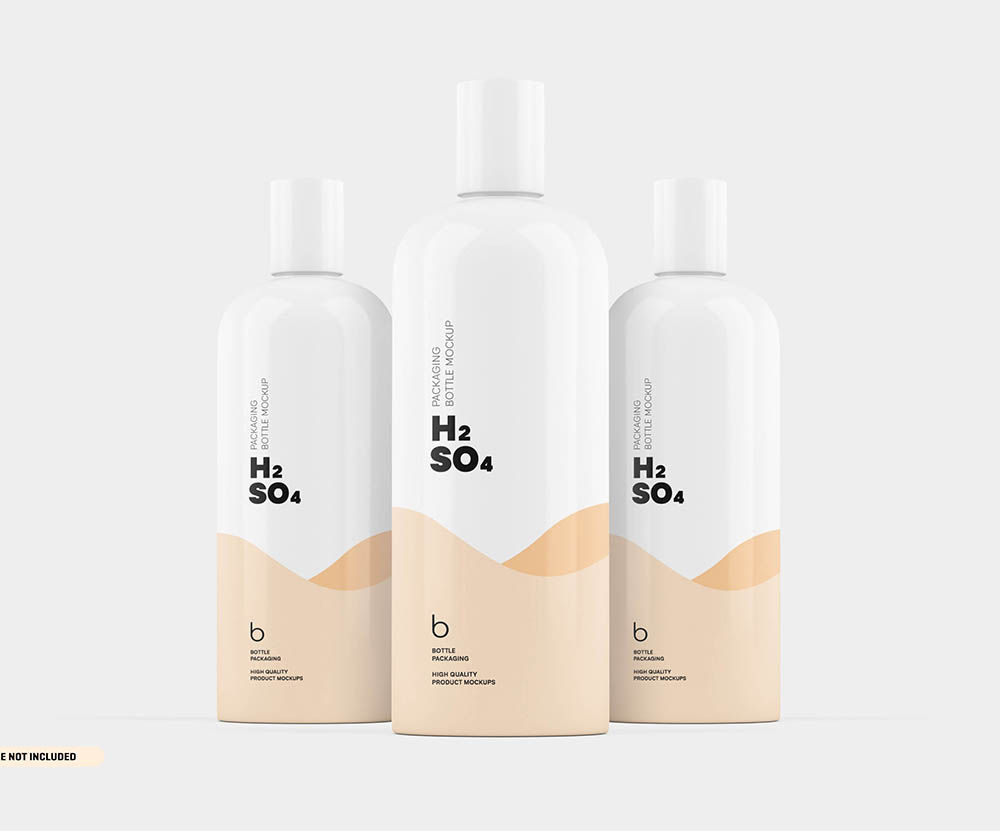 PACKAGING
BOTTLE MOCKUP
H2
SO4
b
BOTTLE
PACKAGING
HIGH QUALITY
PRODUCT MOCKUPS
PACKAGING
BOTTLE MOCKUP
H2
SO4
b
BOTTLE
PACKAGING
HIGH QUALITY
PRODUCT MOCKUPS
PACKAGING
BOTTLE MOCKUP
H2
SO4
b
BOTTLE
PACKAGING
HIGH QUALITY
PRODUCT MOCKUPS
E NOT INCLUDED